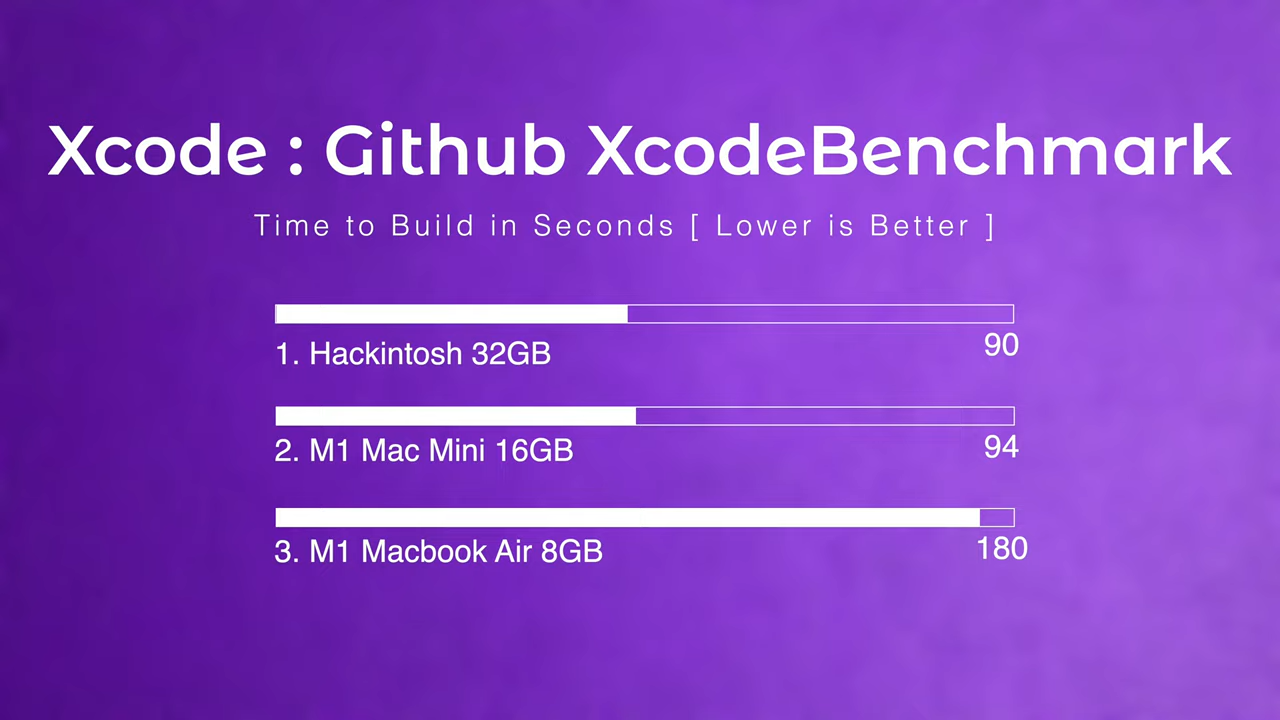 Xcode : Github XcodeBenchmark
Time to Build in Seconds [ Lower is Better ]
90
1. Hackintosh 32GB
94
2. M1 Mac Mini 16GB
180
3. M1 Macbook Air 8GB